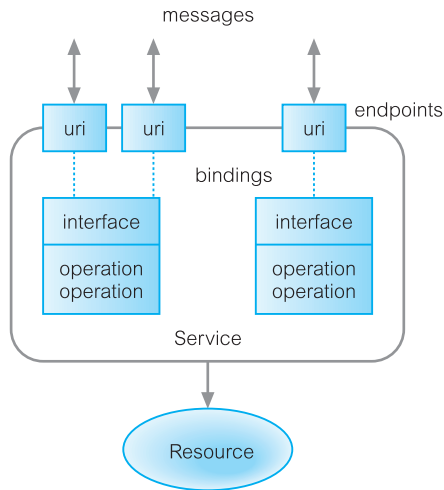 messages
endpoints
uri
uri
uri
bindings
interface
operation
operation
interface
operation
operation
Service
Resource